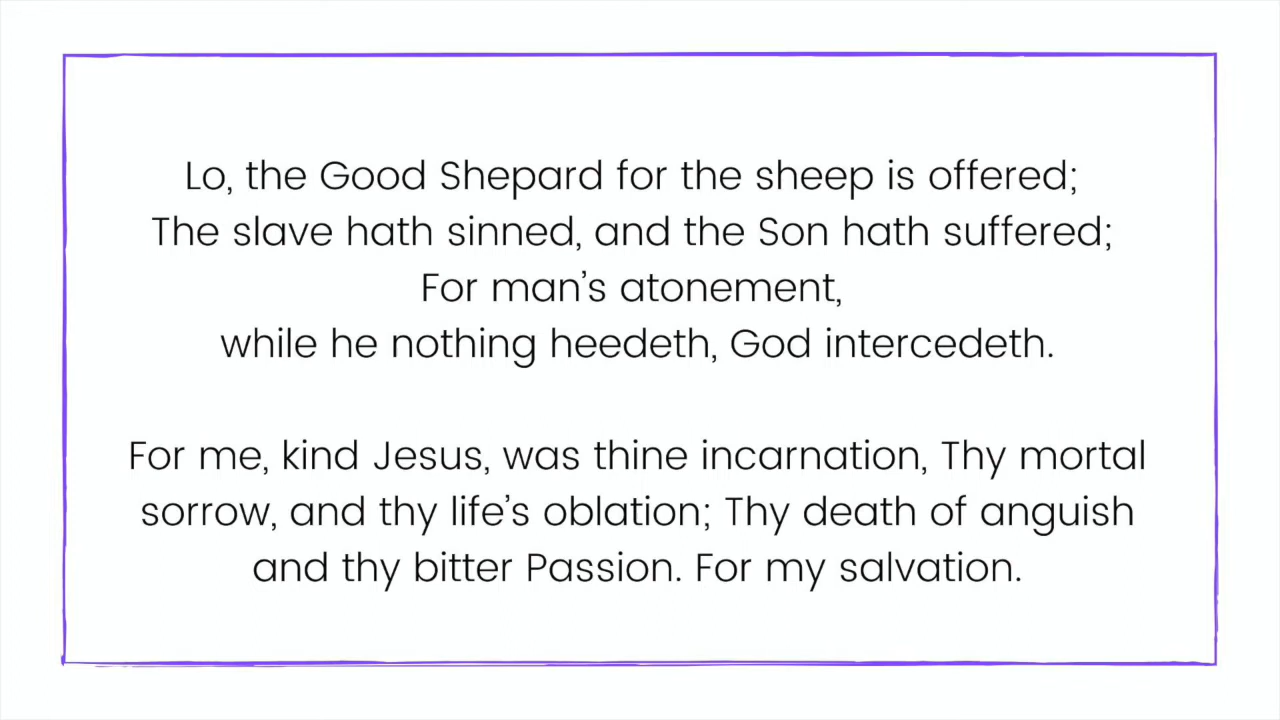 Lo, the Good Shepard for the sheep is offered;
The slave hath sinned, and the Son hath suffered;
For man’s atonement,
while he nothing heedeth, God intercedeth.
For me, kind Jesus, was thine incarnation, Thy mortal
sorrow, and thy life’s oblation; Thy death of anguish
and thy bitter Passion. For my salvation.